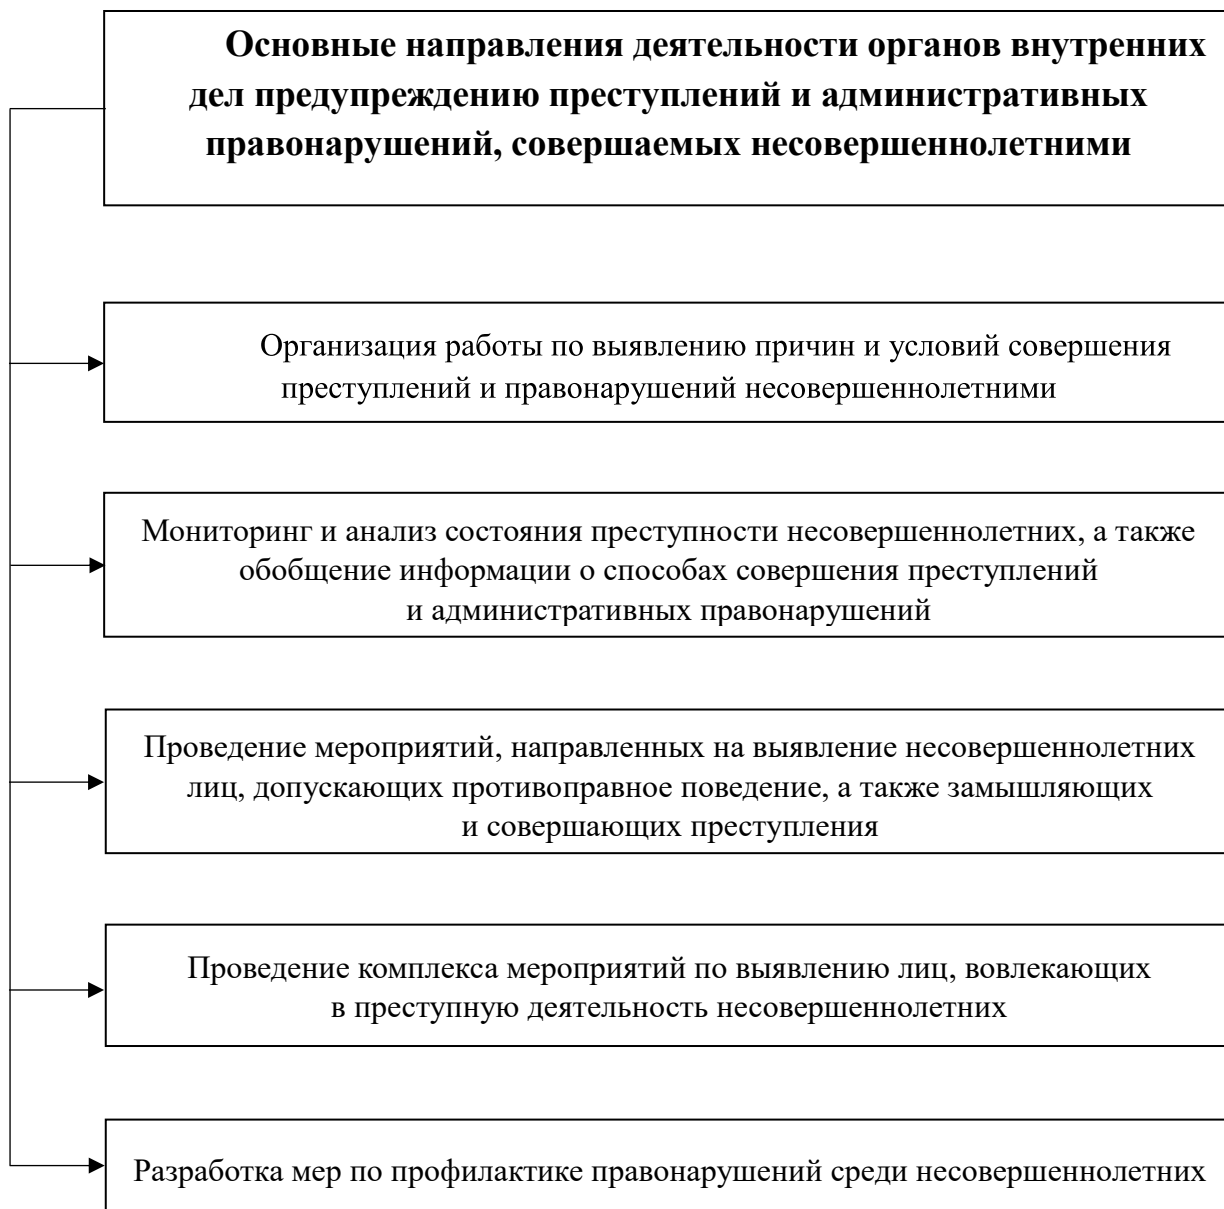 Основные направления деятельности органов внутренних
дел предупреждению преступлений и административных
правонарушений, совершаемых несовершеннолетними
Организация работы по выявлению причин и условий совершения
преступлений и правонарушений несовершеннолетними
Мониторинг и анализ состояния преступности несовершеннолетних, а также
обобщение информации о способах совершения преступлений
и административных правонарушений
Проведение мероприятий, направленных на выявление несовершеннолетних
лиц, допускающих противоправное поведение, а также замышляющих
и совершающих преступления
Проведение комплекса мероприятий по выявлению лиц, вовлекающих
в преступную деятельность несовершеннолетних
Разработка мер по профилактике правонарушений среди несовершеннолетних